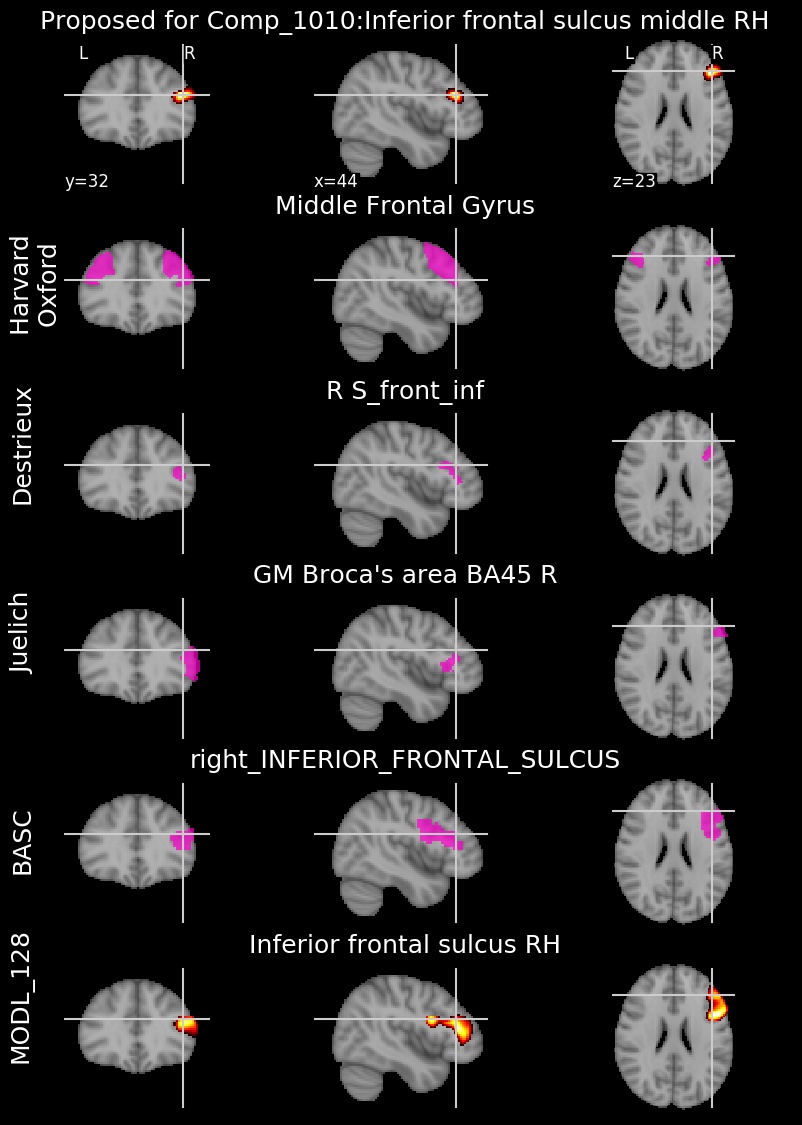 Proposed for Comp_1010:Inferior frontal sulcus middle RH
L R L R
y=32 x=44 z=23
Middle Frontal Gyrus
Harvard
Oxford
R S_front_inf
Destrieux
GM Broca's area BA45 R
Juelich
right_INFERIOR_FRONTAL_SULCUS
BASC
Inferior frontal sulcus RH
MODL_128